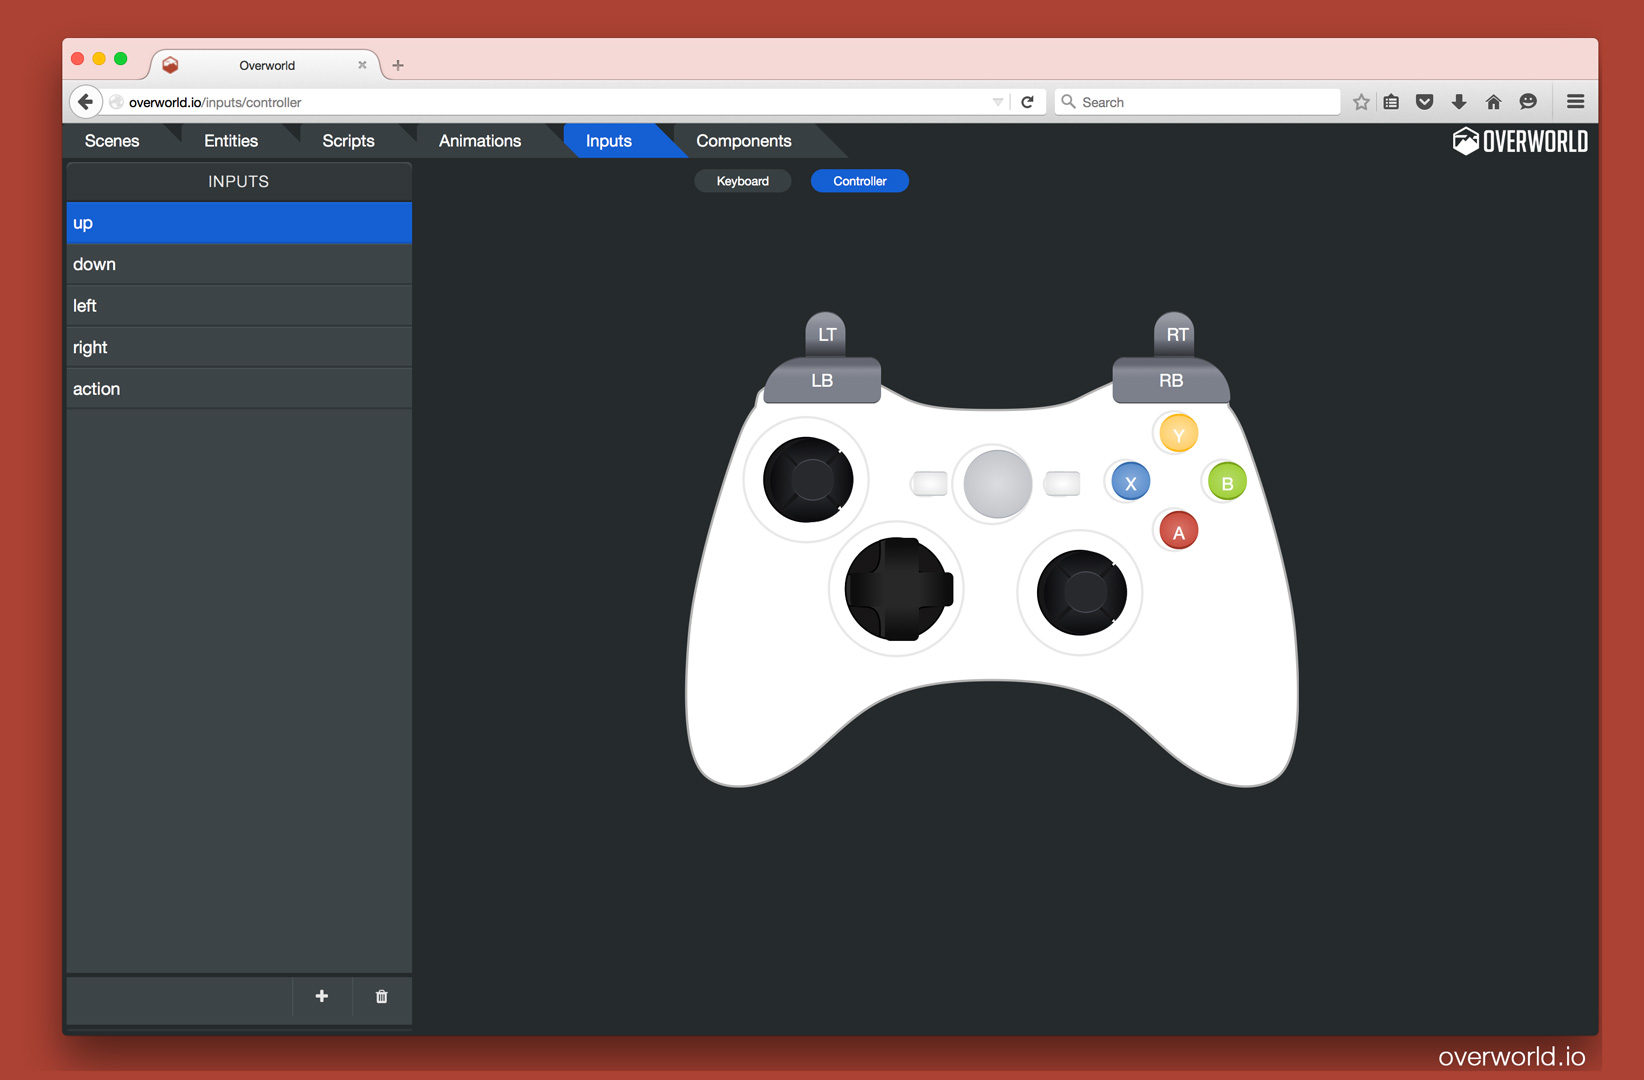 Overworld
overworld.io/inputs/controller
Search
Scenes Entities Scripts Animations Inputs Components
OVERWORLD
INPUTS
Keyboard Controller
up
down
left
right
action
LT RT
LB RB
Y
X B
A
overworld.io